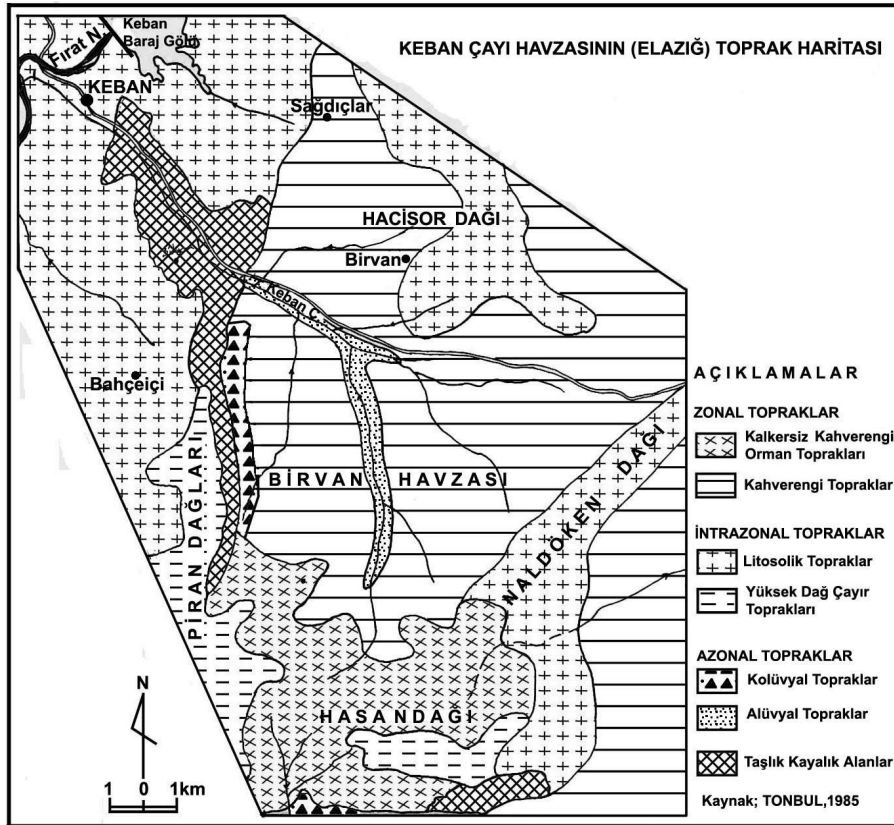 KEBAN ÇAYI HAVZASININ (ELAZIĞ) TOPRAK HARİTASI
Keban
Baraj Gölü
Fırat N.
KEBAN
Sağdıçlar
HACİSOR DAĞI
Birvan
Keban Ç.
Bahçeiçi
BİRVAN HAVZASI
PİRAN DAĞLARI
NALDÖKEN DAĞI
HASANDAĞI
N
1 0 1km
AÇIKLAMALAR
ZONAL TOPRAKLAR
Kalkersiz Kahverengi
Orman Toprakları
Kahverengi Topraklar
İNTRAZONAL TOPRAKLAR
Litosolik Topraklar
Yüksek Dağ Çayır
Toprakları
AZONAL TOPRAKLAR
Kolüvyal Topraklar
Alüvyal Topraklar
Taşlık Kayalık Alanlar
Kaynak; TONBUL,1985